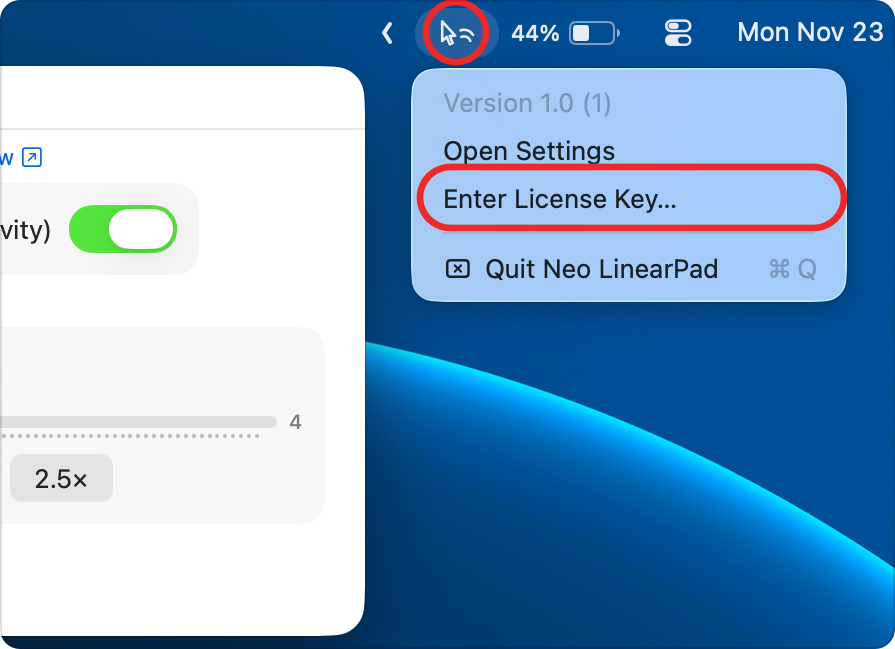 44%
Mon Nov 23
Version 1.0 (1)
Open Settings
Enter License Key...
Quit Neo LinearPad ⌘ Q
w
vity)
4
2.5×